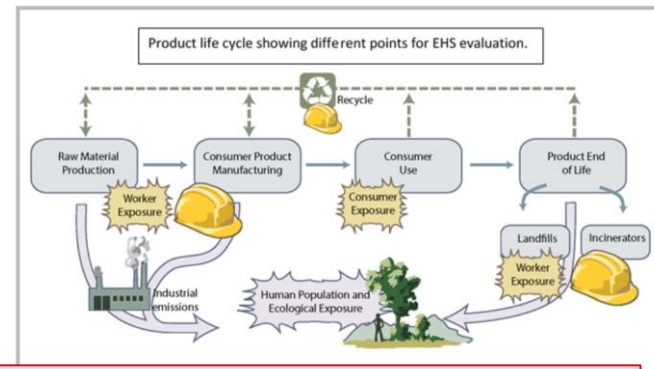 Product life cycle showing different points for EHS evaluation.
Recycle
Raw Material
Production
Consumer Product
Manufacturing
Consumer
Use
Product End
of Life
Worker
Exposure
Consumer
Exposure
Landfills
Incinerators
Worker
Exposure
Industrial
emissions
Human Population and
Ecological Exposure